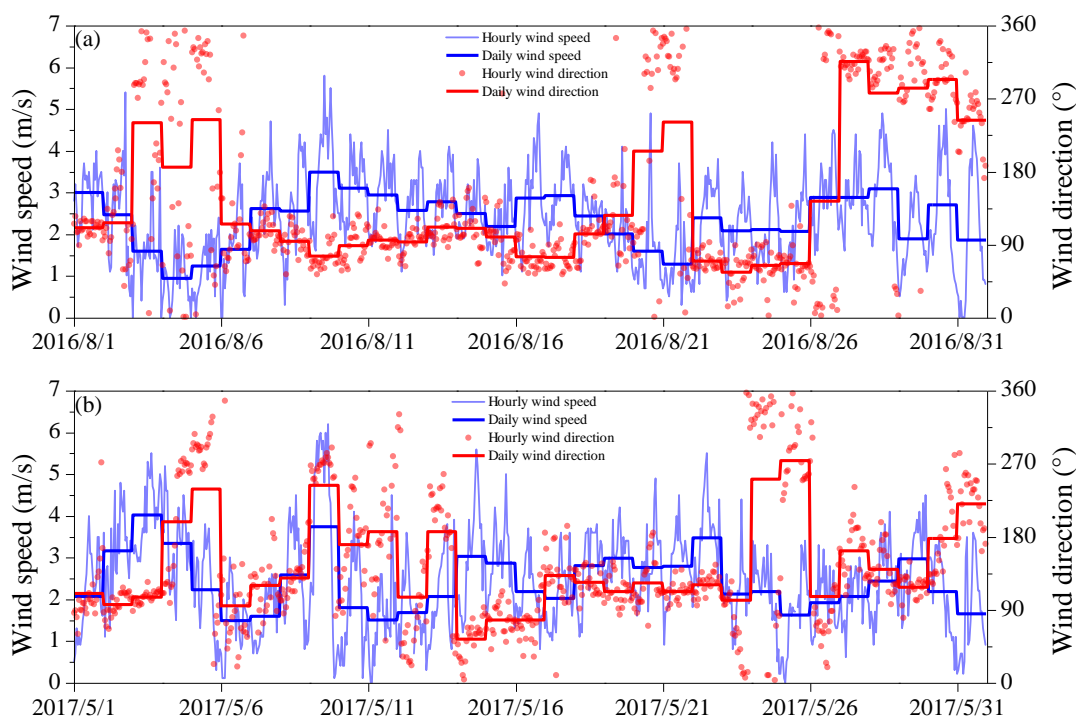 (a)
Hourly wind speed
Daily wind speed
Hourly wind direction
Daily wind direction
Wind speed (m/s)
7
6
5
4
3
2
1
0
Wind direction (°)
360
270
180
90
0
2016/8/1 2016/8/6 2016/8/11 2016/8/16 2016/8/21 2016/8/26 2016/8/31
(b)
Hourly wind speed
Daily wind speed
Hourly wind direction
Daily wind direction
Wind speed (m/s)
7
6
5
4
3
2
1
0
Wind direction (°)
360
270
180
90
0
2017/5/1 2017/5/6 2017/5/11 2017/5/16 2017/5/21 2017/5/26 2017/5/31